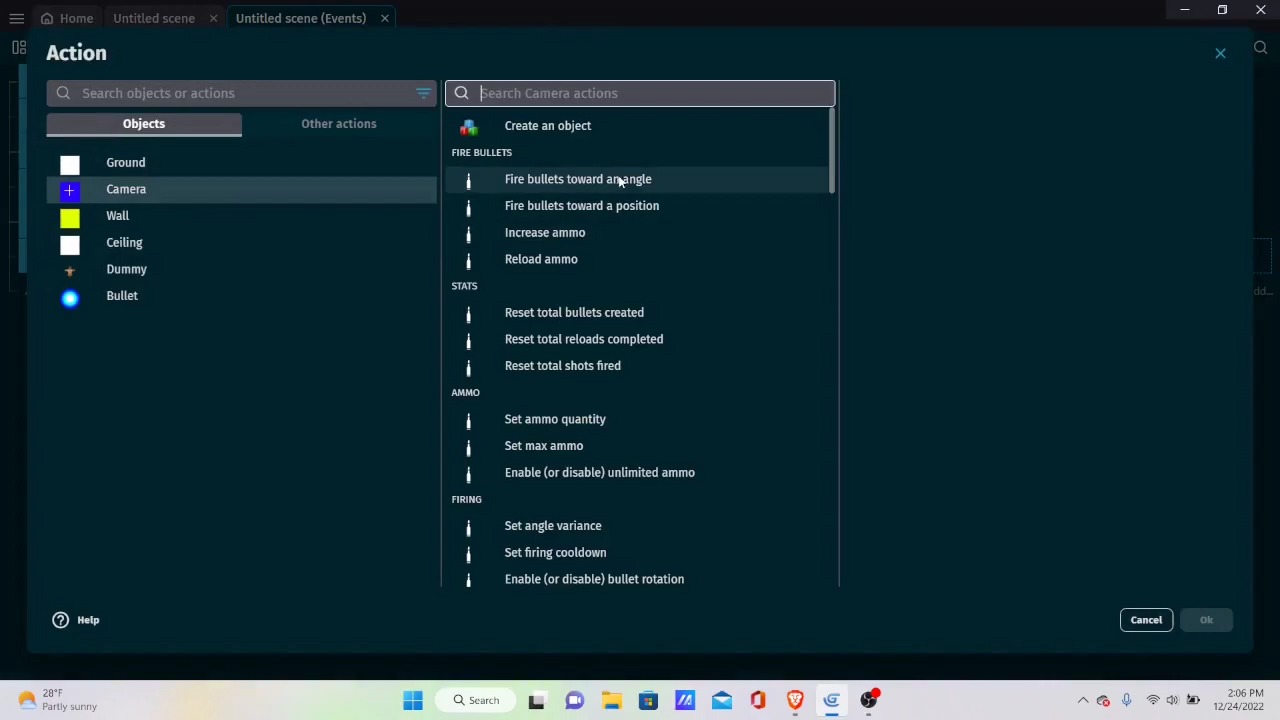 Home
Untitled scene
Untitled scene (Events)
Action
Search objects or actions
Objects
Other actions
Ground
Camera
Wall
Ceiling
Dummy
Bullet
Search Camera actions
Create an object
FIRE BULLETS
Fire bullets toward an angle
Fire bullets toward a position
Increase ammo
Reload ammo
STATS
Reset total bullets created
Reset total reloads completed
Reset total shots fired
AMMO
Set ammo quantity
Set max ammo
Enable (or disable) unlimited ammo
FIRING
Set angle variance
Set firing cooldown
Enable (or disable) bullet rotation
Help
Cancel
Ok
28°F
Partly sunny
Search
2:06 PM
12/24/2022